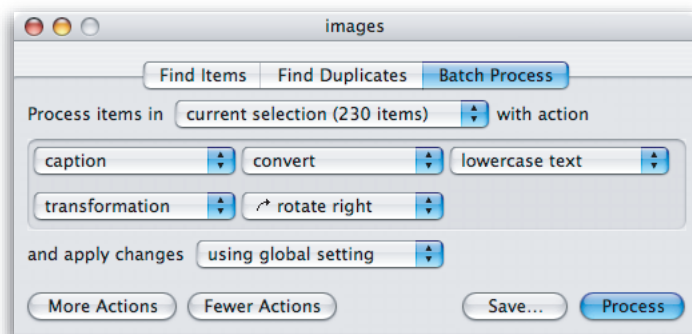 images
Find Items Find Duplicates Batch Process
Process items in current selection (230 items) with action
caption convert lowercase text
transformation rotate right
and apply changes using global setting
More Actions Fewer Actions Save... Process